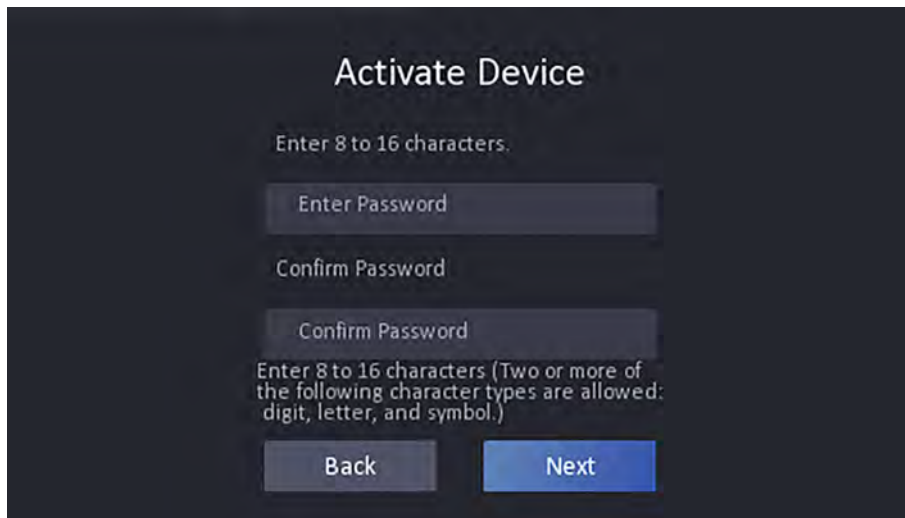 Activate Device
Enter 8 to 16 characters.
Enter Password
Confirm Password
Confirm Password
Enter 8 to 16 characters (Two or more of
the following character types are allowed:
digit, letter, and symbol.)
Back
Next